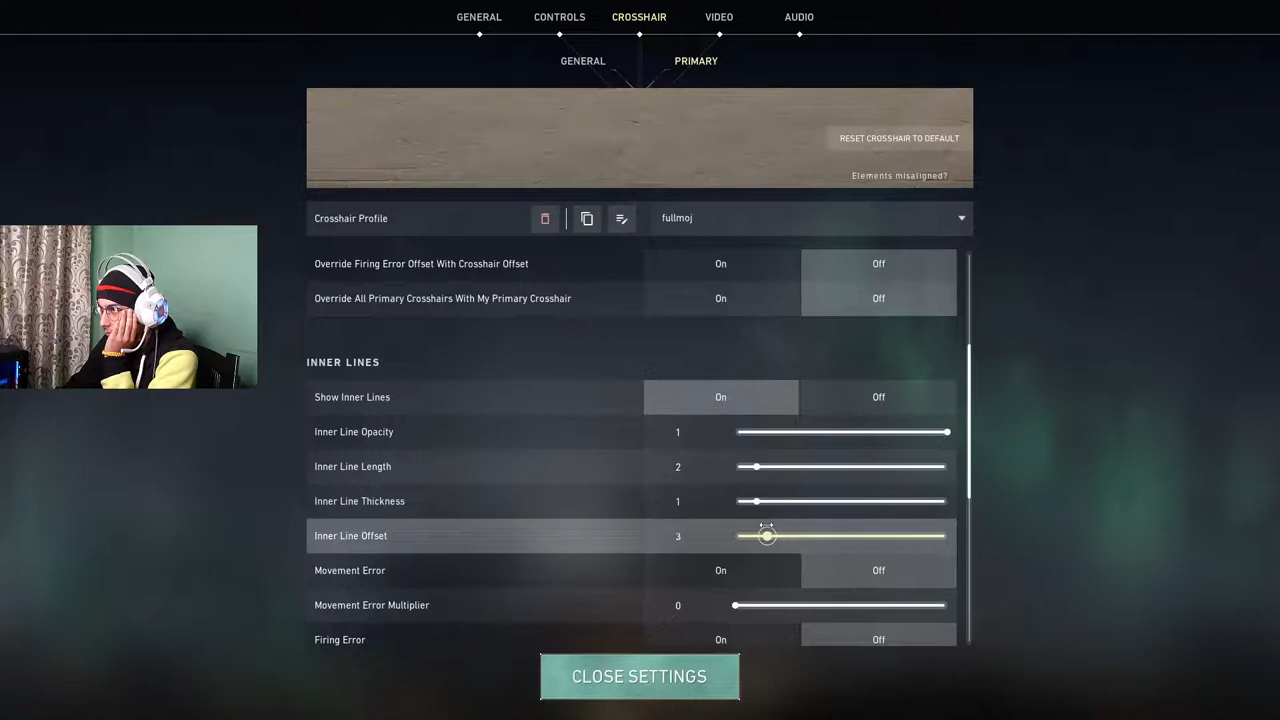 GENERAL CONTROLS CROSSHAIR VIDEO AUDIO
GENERAL PRIMARY
RESET CROSSHAIR TO DEFAULT
Elements misaligned?
Crosshair Profile fullmoj
Override Firing Error Offset With Crosshair Offset On Off
Override All Primary Crosshairs With My Primary Crosshair On Off
INNER LINES
Show Inner Lines On Off
Inner Line Opacity 1
Inner Line Length 2
Inner Line Thickness 1
Inner Line Offset 3
Movement Error On Off
Movement Error Multiplier 0
Firing Error On Off
CLOSE SETTINGS